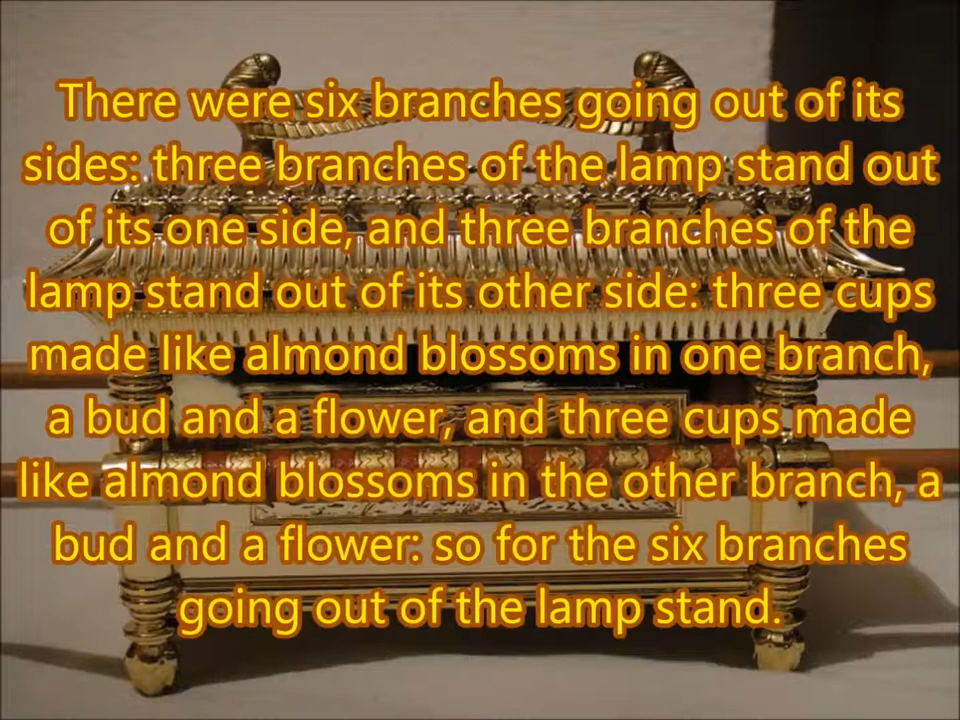 There were six branches going out of its
sides: three branches of the lamp stand out
of its one side, and three branches of the
lamp stand out of its other side: three cups
made like almond blossoms in one branch,
a bud and a flower, and three cups made
like almond blossoms in the other branch, a
bud and a flower: so for the six branches
going out of the lamp stand.